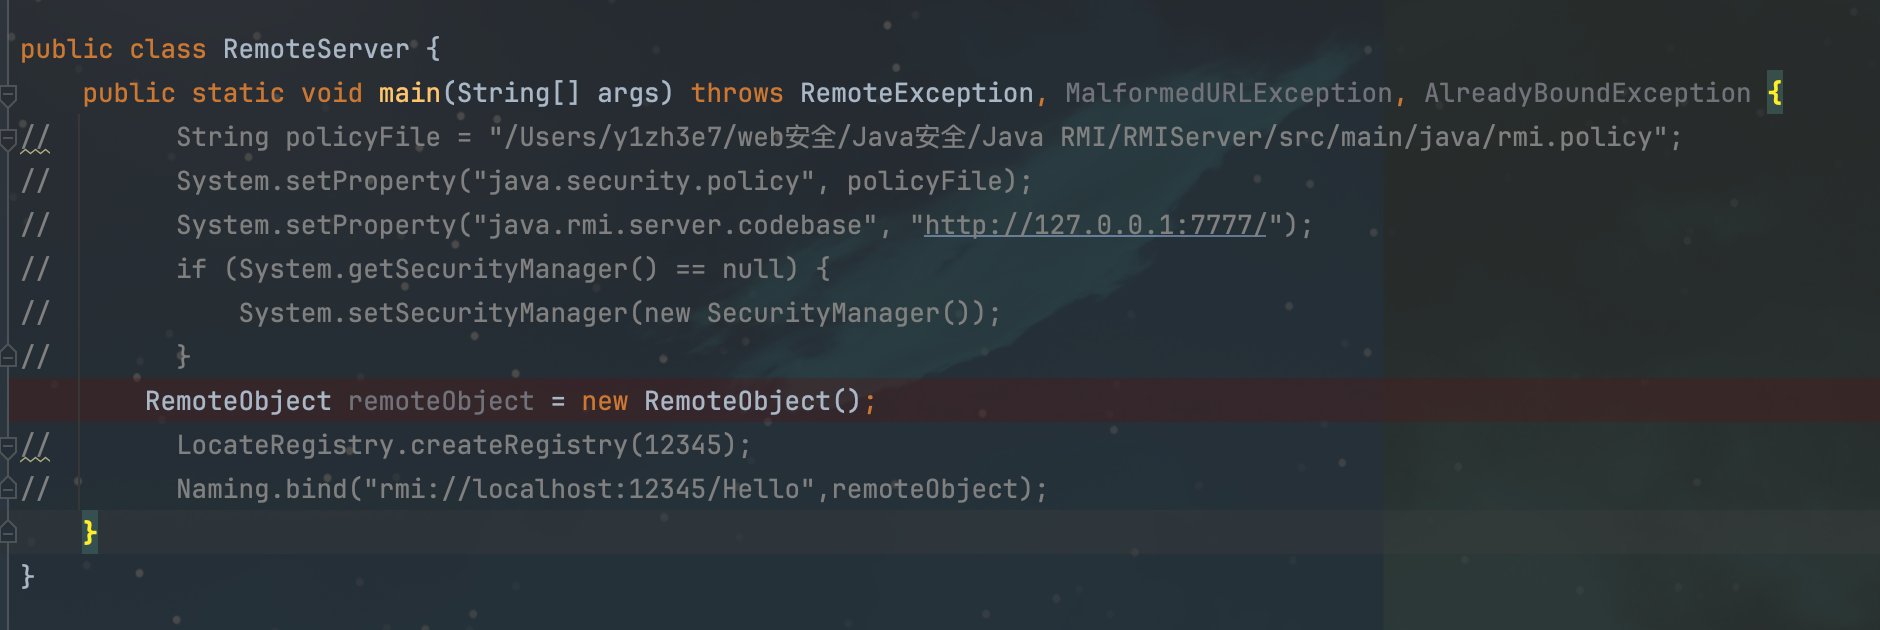 public class RemoteServer {
    public static void main(String[] args) throws RemoteException, MalformedURLException, AlreadyBoundException {
//        String policyFile = "/Users/y1zh3e7/web安全/Java安全/Java RMI/RMIServer/src/main/java/rmi.policy";
//        System.setProperty("java.security.policy", policyFile);
//        System.setProperty("java.rmi.server.codebase", "http://127.0.0.1:7777/");
//        if (System.getSecurityManager() == null) {
//            System.setSecurityManager(new SecurityManager());
//        }
        RemoteObject remoteObject = new RemoteObject();
//        LocateRegistry.createRegistry(12345);
//        Naming.bind("rmi://localhost:12345/Hello",remoteObject);
    }
}